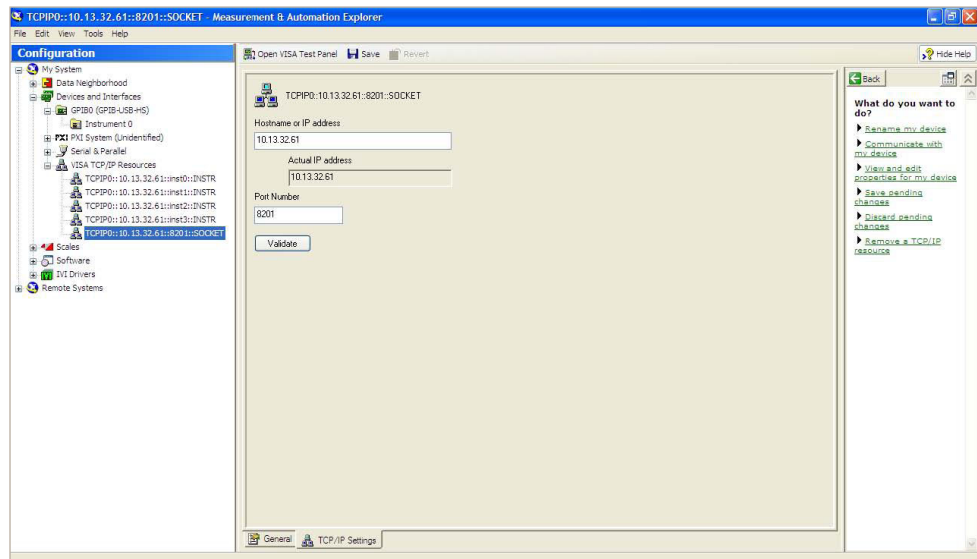 TCPIP0::10.13.32.61::8201::SOCKET - Measurement & Automation Explorer
File Edit View Tools Help
Configuration
My System
Data Neighborhood
Devices and Interfaces
GPIB0 (GPIB-USB-HS)
Instrument 0
PXI PXI System (Unidentified)
Serial & Parallel
VISA TCP/IP Resources
TCPIP0::10.13.32.61::inst0::INSTR
TCPIP0::10.13.32.61::inst1::INSTR
TCPIP0::10.13.32.61::inst2::INSTR
TCPIP0::10.13.32.61::inst3::INSTR
TCPIP0::10.13.32.61::8201::SOCKET
Scales
Software
IVI IVI Drivers
Remote Systems
Open VISA Test Panel Save Revert
Hide Help
TCPIP0::10.13.32.61::8201::SOCKET
Hostname or IP address
10.13.32.61
Actual IP address
10.13.32.61
Port Number
8201
Validate
General TCP/IP Settings
Back
What do you want to
do?
Rename my device
Communicate with
my device
View and edit
properties for my device
Save pending
changes
Discard pending
changes
Remove a TCP/IP
resource